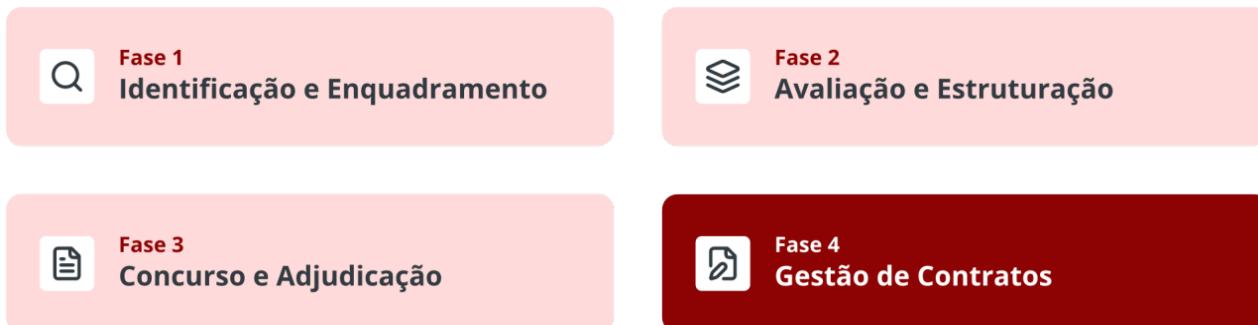 Fase 1
Identificação e Enquadramento
Fase 2
Avaliação e Estruturação
Fase 3
Concurso e Adjudicação
Fase 4
Gestão de Contratos